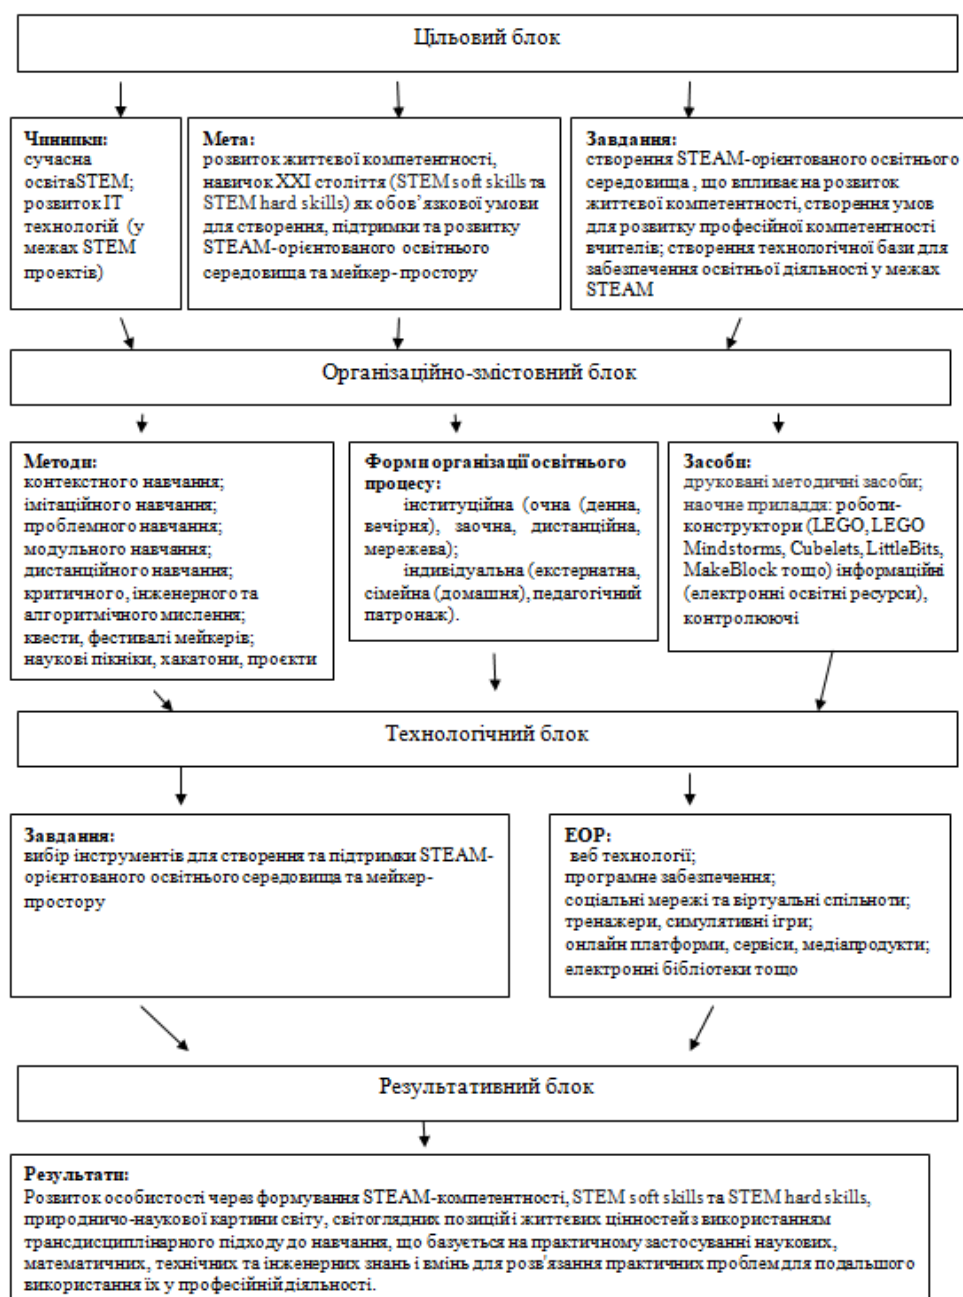 Цільовий блок
Чинники:
сучасна
освітаSTEM;
розвиток ІТ
технологій (у
межах STEM
проектів)
Мета:
розвиток життєвої компетентності,
навичок XXI століття (STEM soft skills та
STEM hard skills) як обов’язкової умови
для створення, підтримки та розвитку
STEAM-орієнтованого освітнього
середовища та мейкер- простору
Завдання:
створення STEAM-орієнтованого освітнього
середовища , що впливає на розвиток
життєвої компетентності, створення умов
для розвитку професійної компетентності
вчителів; створення технологічної бази для
забезпечення освітньої діяльності у межах
STEAM
Організаційно-змістовний блок
Методи:
контекстного навчання;
імітаційного навчання;
проблемного навчання;
модульного навчання;
дистанційного навчання;
критичного, інженерного та
алгоритмічного мислення;
квести, фестивалі мейкерів;
наукові пікніки, хакатони, проєкти
Форми організації освітнього
процесу:
інституційна (очна (денна,
вечірня), заочна, дистанційна,
мережева);
індивідуальна (екстернатна,
сімейна (домашня), педагогічний
патронаж).
Засоби:
друковані методичні засоби;
наочне приладдя: роботи-
конструктори (LEGO, LEGO
Mindstorms, Cubelets, LittleBits,
MakeBlock тощо) інформаційні
(електронні освітні ресурси),
контролюючі
Технологічний блок
Завдання:
вибір інструментів для створення та підтримки STEAM-
орієнтованого освітнього середовища та мейкер-
простору
ЕОР:
веб технології;
програмне забезпечення;
соціальні мережі та віртуальні спільноти;
тренажери, симулятивні ігри;
онлайн платформи, сервіси, медіапродукти;
електронні бібліотеки тощо
Результативний блок
Результати:
Розвиток особистості через формування STEAM-компетентності, STEM soft skills та STEM hard skills,
природничо-наукової картини світу, світоглядних позицій і життєвих цінностей з використанням
трансдисциплінарного підходу до навчання, що базується на практичному застосуванні наукових,
математичних, технічних та інженерних знань і вмінь для розв'язання практичних проблем для подальшого
використання їх у професійній діяльності.